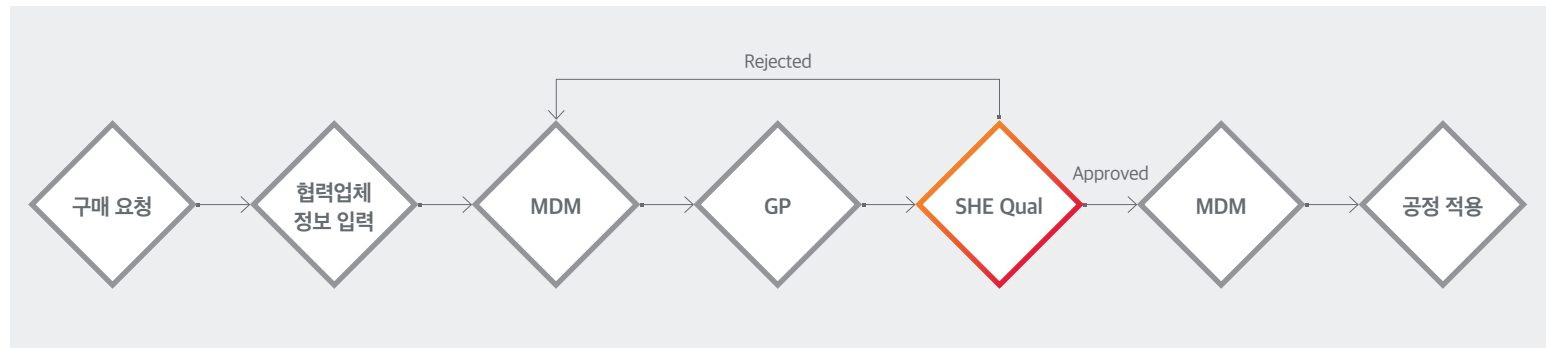 Rejected
구매 요청
협력업체
정보 입력
MDM
GP
SHE Qual
Approved
MDM
공정 적용